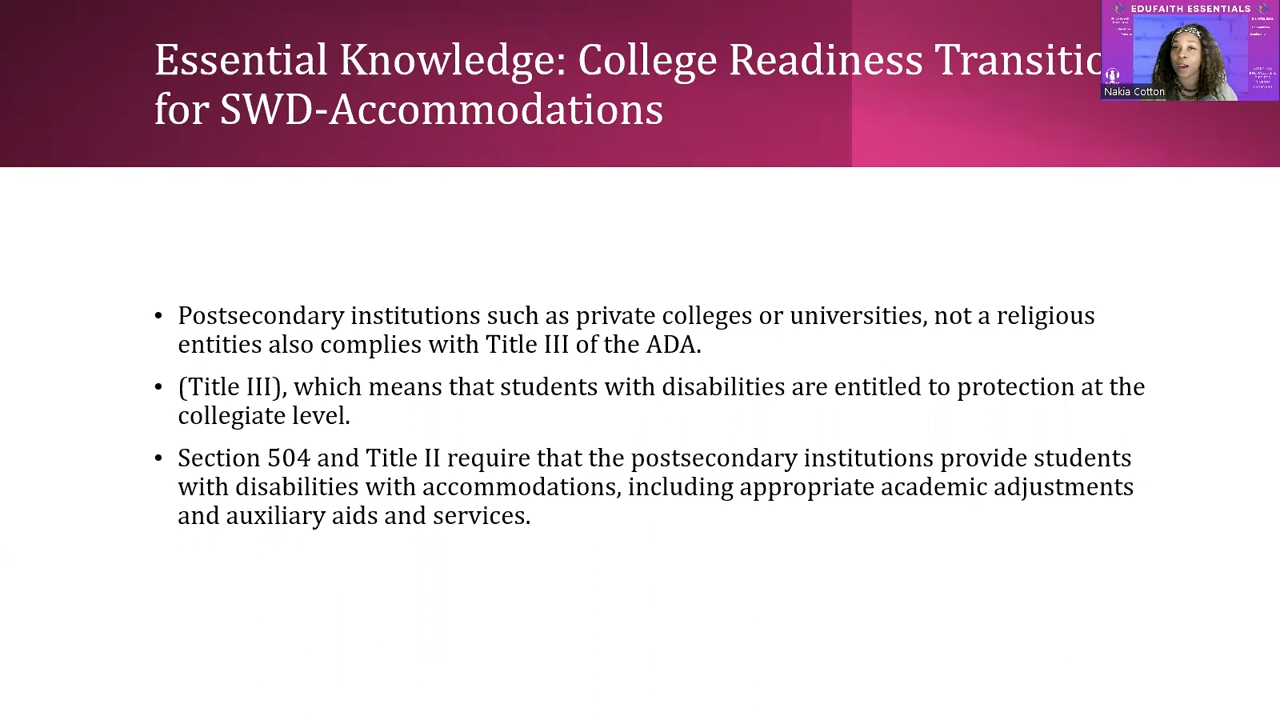 Essential Knowledge: College Readiness Transitio
for SWD-Accommodations
EDUFAITH ESSENTIALS
Nakia Cotton
• Postsecondary institutions such as private colleges or universities, not a religious
entities also complies with Title III of the ADA.
• (Title III), which means that students with disabilities are entitled to protection at the
collegiate level.
• Section 504 and Title II require that the postsecondary institutions provide students
with disabilities with accommodations, including appropriate academic adjustments
and auxiliary aids and services.